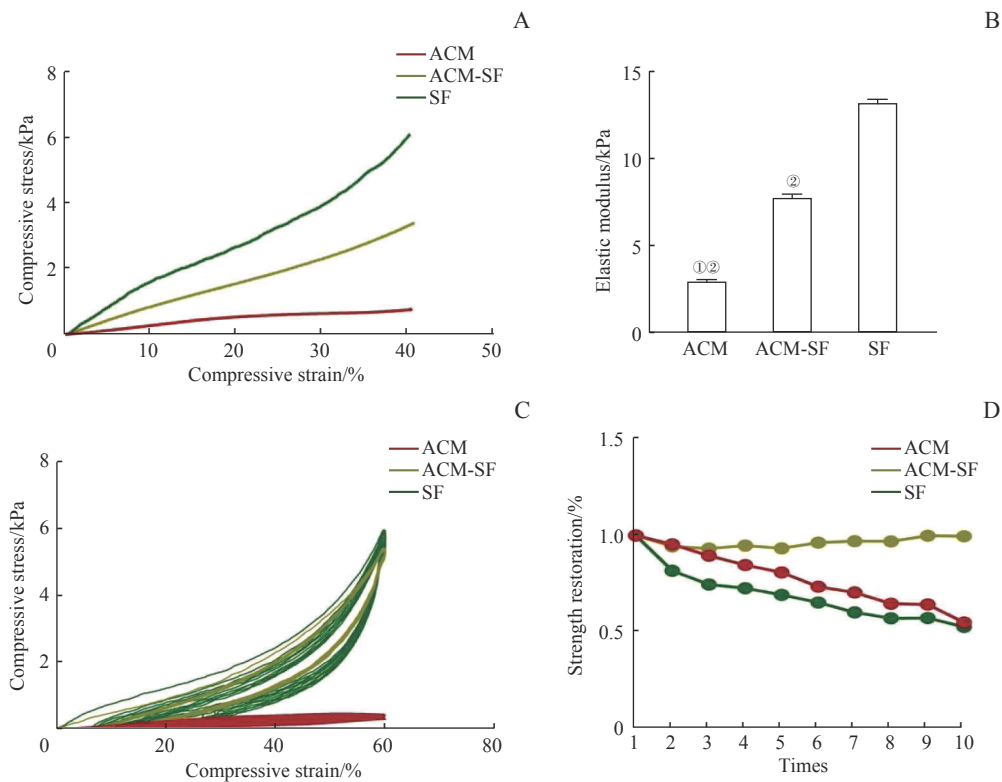 A
ACM
ACM-SF
SF
Compressive stress/kPa
8
6
4
2
0
10
20
30
40
50
Compressive strain/%
B
Elastic modulus/kPa
15
10
5
0
①②
②
ACM
ACM-SF
SF
C
ACM
ACM-SF
SF
Compressive stress/kPa
8
6
4
2
0
20
40
60
80
Compressive strain/%
D
ACM
ACM-SF
SF
Strength restoration/%
1.5
1.0
0.5
0
1 2 3 4 5 6 7 8 9 10
Times